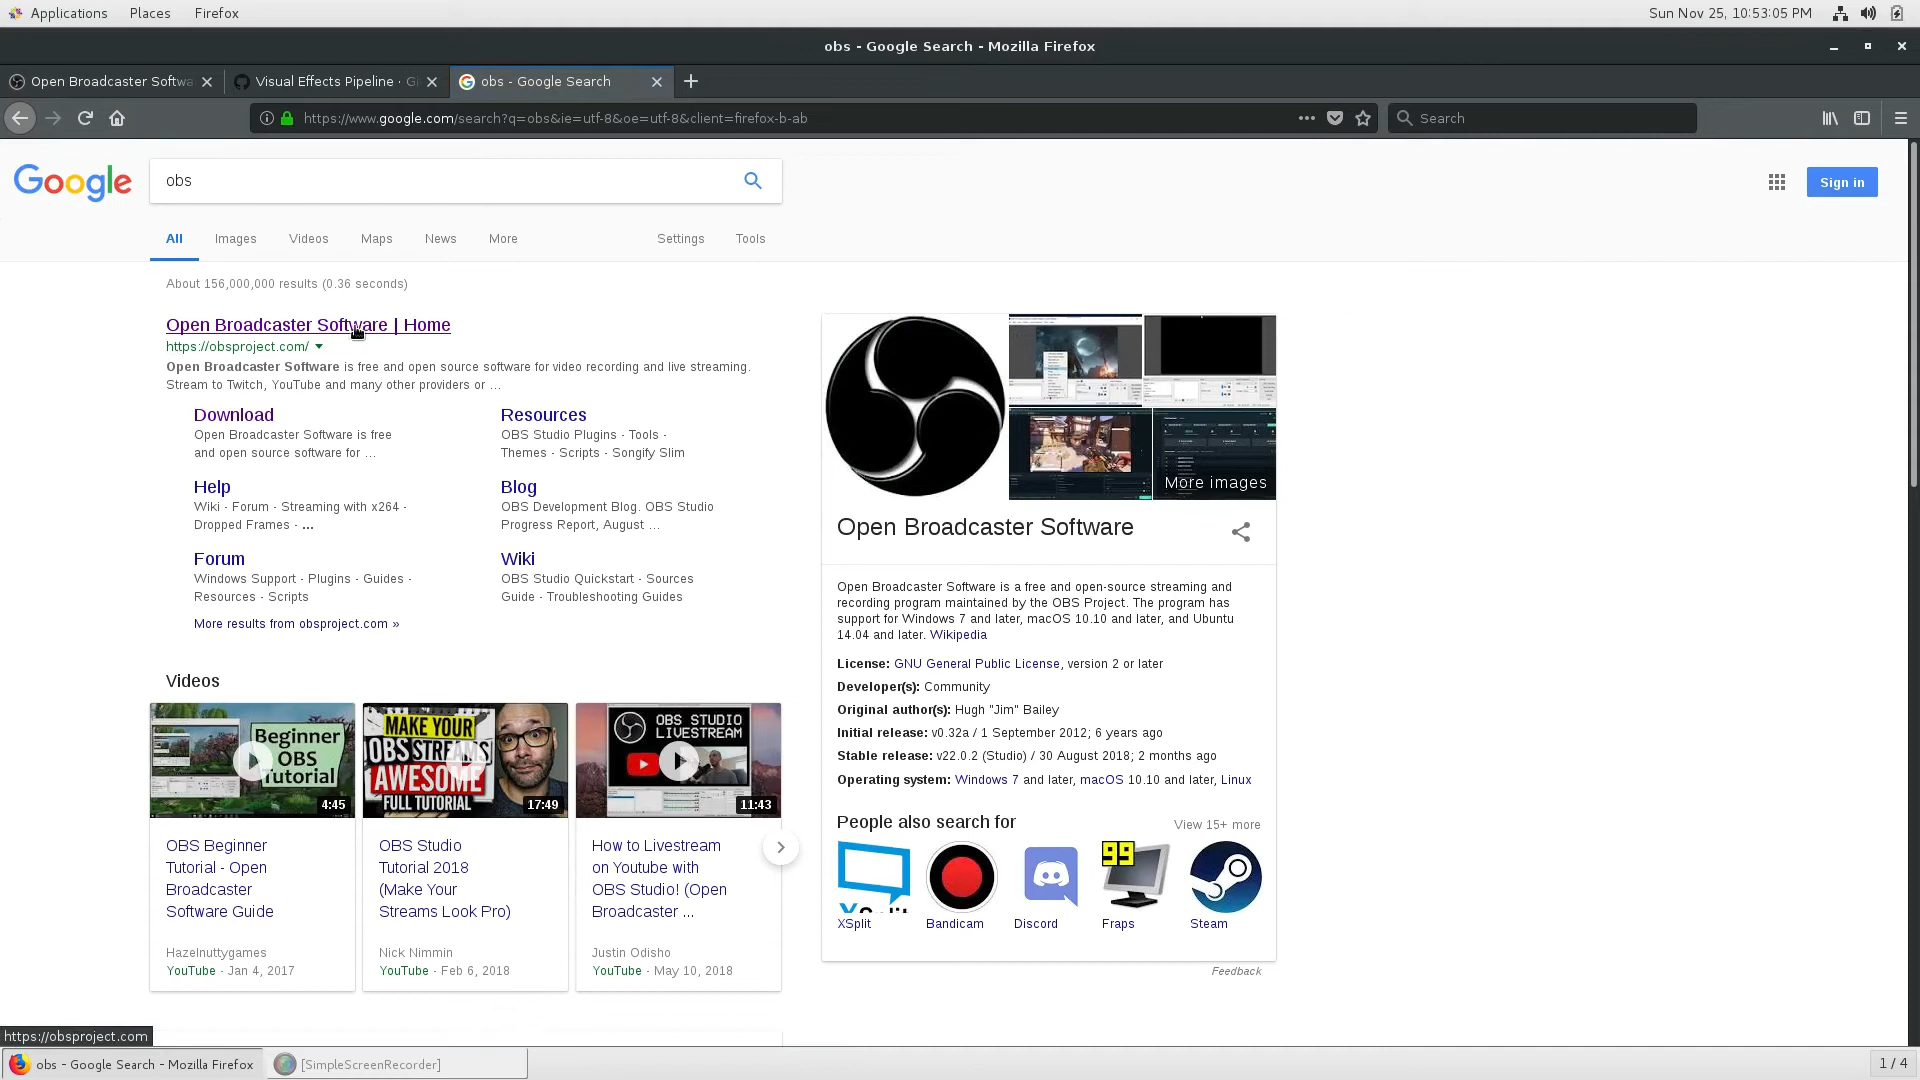 Applications Places Firefox Sun Nov 25, 10:53:05 PM
obs - Google Search - Mozilla Firefox
Open Broadcaster Softwa Visual Effects Pipeline · Gi obs - Google Search
https://www.google.com/search?q=obs&ie=utf-8&oe=utf-8&client=firefox-b-ab Search
Google obs Sign in
All Images Videos Maps News More Settings Tools
About 156,000,000 results (0.36 seconds)
Open Broadcaster Software | Home
https://obsproject.com/
Open Broadcaster Software is free and open source software for video recording and live streaming.
Stream to Twitch, YouTube and many other providers or ...
Download
Open Broadcaster Software is free
and open source software for ...
Resources
OBS Studio Plugins - Tools -
Themes - Scripts - Songify Slim
Help
Wiki - Forum - Streaming with x264 -
Dropped Frames - ...
Blog
OBS Development Blog. OBS Studio
Progress Report, August ...
Forum
Windows Support - Plugins - Guides -
Resources - Scripts
Wiki
OBS Studio Quickstart - Sources
Guide - Troubleshooting Guides
More results from obsproject.com »
Videos
Beginner
OBS
Tutorial
4:45
OBS Beginner
Tutorial - Open
Broadcaster
Software Guide
Hazelnuttygames
YouTube - Jan 4, 2017
MAKE YOUR
OBS STREAMS
AWESOME
FULL TUTORIAL
17:49
OBS Studio
Tutorial 2018
(Make Your
Streams Look Pro)
Nick Nimmin
YouTube - Feb 6, 2018
OBS STUDIO
LIVESTREAM
11:43
How to Livestream
on Youtube with
OBS Studio! (Open
Broadcaster ...
Justin Odisho
YouTube - May 10, 2018
More images
Open Broadcaster Software
Open Broadcaster Software is a free and open-source streaming and
recording program maintained by the OBS Project. The program has
support for Windows 7 and later, macOS 10.10 and later, and Ubuntu
14.04 and later. Wikipedia
License: GNU General Public License, version 2 or later
Developer(s): Community
Original author(s): Hugh "Jim" Bailey
Initial release: v0.32a / 1 September 2012; 6 years ago
Stable release: v22.0.2 (Studio) / 30 August 2018; 2 months ago
Operating system: Windows 7 and later, macOS 10.10 and later, Linux
People also search for View 15+ more
99
XSplit Bandicam Discord Fraps Steam
Feedback
https://obsproject.com
obs - Google Search - Mozilla Firefox [SimpleScreenRecorder] 1 / 4